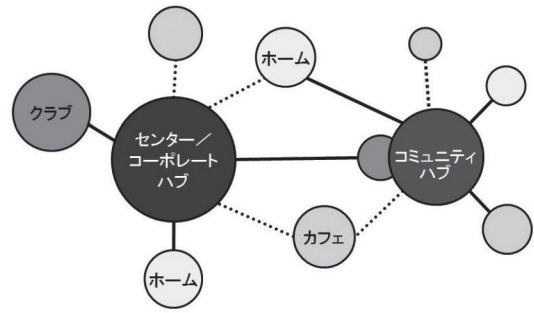 ホーム
クラブ
センター／
コーポレート
ハブ
コミュニティ
ハブ
カフェ
ホーム